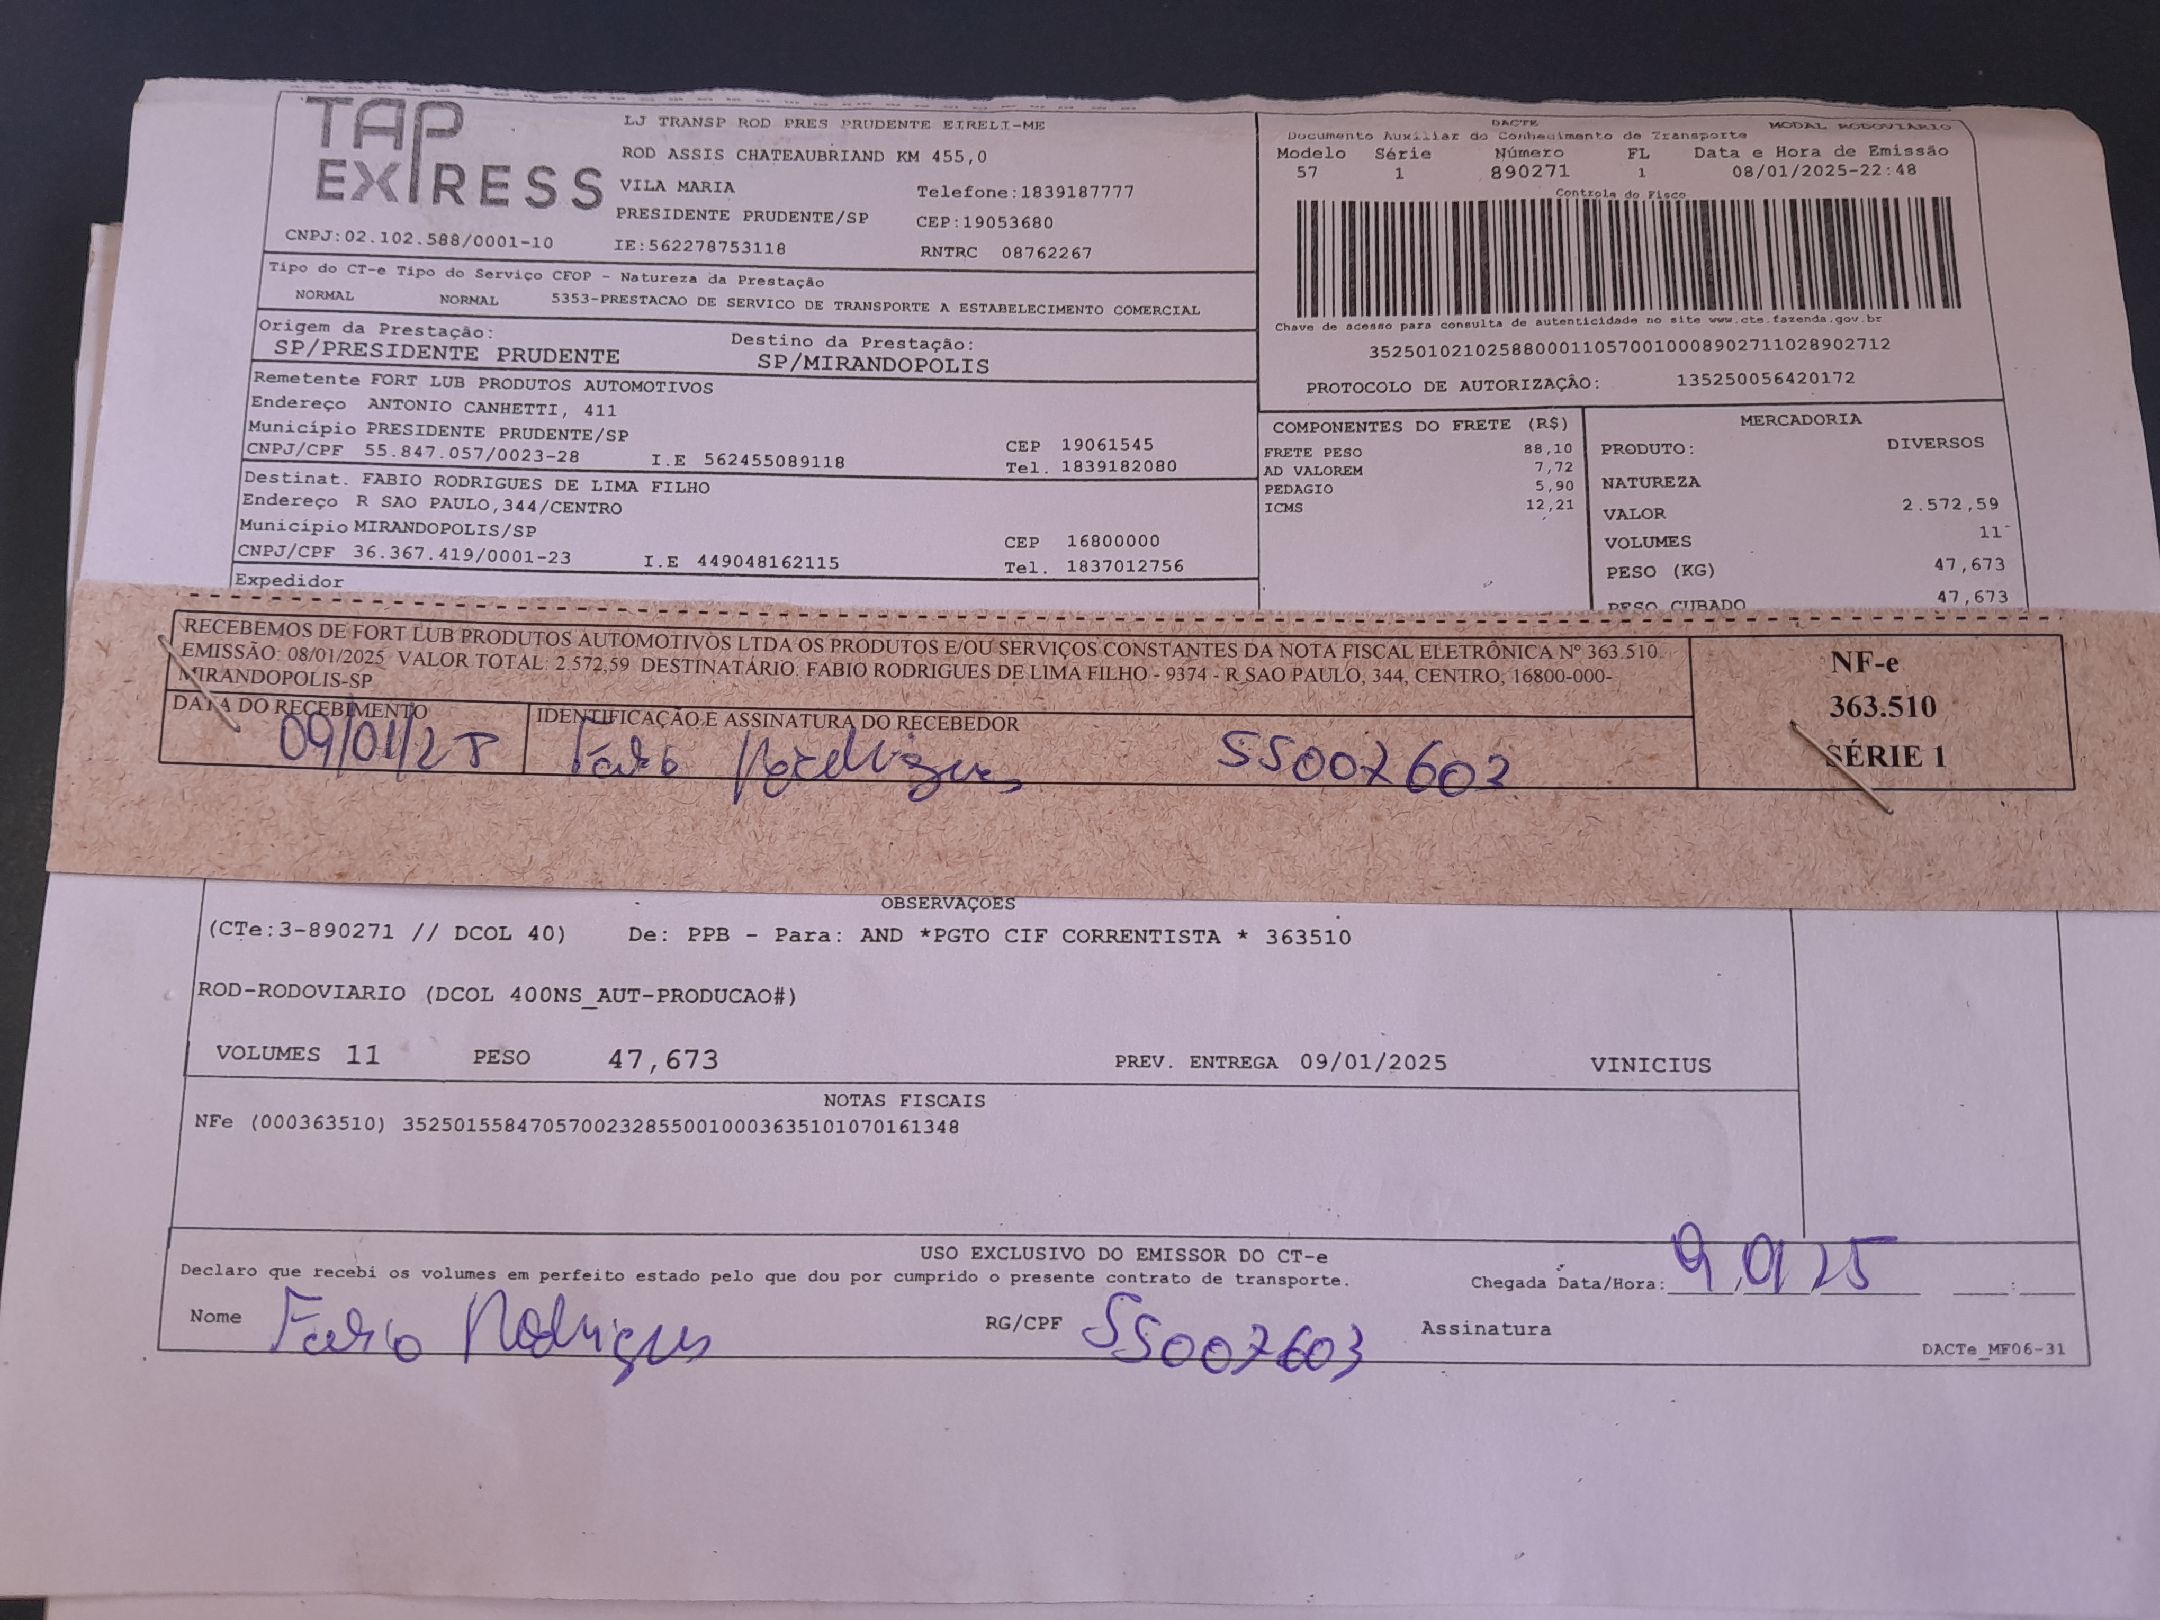 TAP
EXPRESS
LJ TRANSP ROD PRES PRUDENTE EIRELI-ME
ROD ASSIS CHATEAUBRIAND KM 455,0
VILA MARIA Telefone:1839187777
PRESIDENTE PRUDENTE/SP CEP:19053680
CNPJ:02.102.588/0001-10 IE:562278753118 RNTRC 08762267
DACTE MODAL RODOVIARIO
Documento Auxiliar do Conhecimento de Transporte
Modelo Série Número FL Data e Hora de Emissão
57 1 890271 1 08/01/2025-22:48
Controle do Fisco
Chave de acesso para consulta de autenticidade no site www.cte.fazenda.gov.br
35250102102588000110570010008902711028902712
PROTOCOLO DE AUTORIZAÇÃO: 135250056420172
Tipo do CT-e Tipo do Serviço CFOP - Natureza da Prestação
NORMAL NORMAL 5353-PRESTACAO DE SERVICO DE TRANSPORTE A ESTABELECIMENTO COMERCIAL
Origem da Prestação: Destino da Prestação:
SP/PRESIDENTE PRUDENTE SP/MIRANDOPOLIS
Remetente FORT LUB PRODUTOS AUTOMOTIVOS
Endereço ANTONIO CANHETTI, 411
Município PRESIDENTE PRUDENTE/SP CEP 19061545
CNPJ/CPF 55.847.057/0023-28 I.E 562455089118 Tel. 1839182080
Destinat. FABIO RODRIGUES DE LIMA FILHO
Endereço R SAO PAULO,344/CENTRO
Município MIRANDOPOLIS/SP CEP 16800000
CNPJ/CPF 36.367.419/0001-23 I.E 449048162115 Tel. 1837012756
Expedidor
COMPONENTES DO FRETE (R$)
FRETE PESO 88,10
AD VALOREM 7,72
PEDAGIO 5,90
ICMS 12,21
MERCADORIA
PRODUTO: DIVERSOS
NATUREZA
VALOR 2.572,59
VOLUMES 11
PESO (KG) 47,673
PESO CUBADO 47,673
RECEBEMOS DE FORT LUB PRODUTOS AUTOMOTIVOS LTDA OS PRODUTOS E/OU SERVIÇOS CONSTANTES DA NOTA FISCAL ELETRÔNICA Nº 363.510.
EMISSÃO: 08/01/2025 VALOR TOTAL: 2.572,59 DESTINATÁRIO: FABIO RODRIGUES DE LIMA FILHO - 9374 - R SAO PAULO, 344, CENTRO, 16800-000-
MIRANDOPOLIS-SP
DATA DO RECEBIMENTO IDENTIFICAÇÃO E ASSINATURA DO RECEBEDOR
09/01/25 Fabio Rodrigues 55007603
NF-e
363.510
SÉRIE 1
OBSERVAÇOES
(CTe:3-890271 // DCOL 40) De: PPB - Para: AND *PGTO CIF CORRENTISTA * 363510
ROD-RODOVIARIO (DCOL 400NS_AUT-PRODUCAO#)
VOLUMES 11 PESO 47,673 PREV. ENTREGA 09/01/2025 VINICIUS
NOTAS FISCAIS
NFe (000363510) 35250155847057002328550010003635101070161348
USO EXCLUSIVO DO EMISSOR DO CT-e
Declaro que recebi os volumes em perfeito estado pelo que dou por cumprido o presente contrato de transporte. Chegada Data/Hora: 9 01 25
Nome Fabio Rodrigues RG/CPF 55007603 Assinatura
DACTe_MF06-31